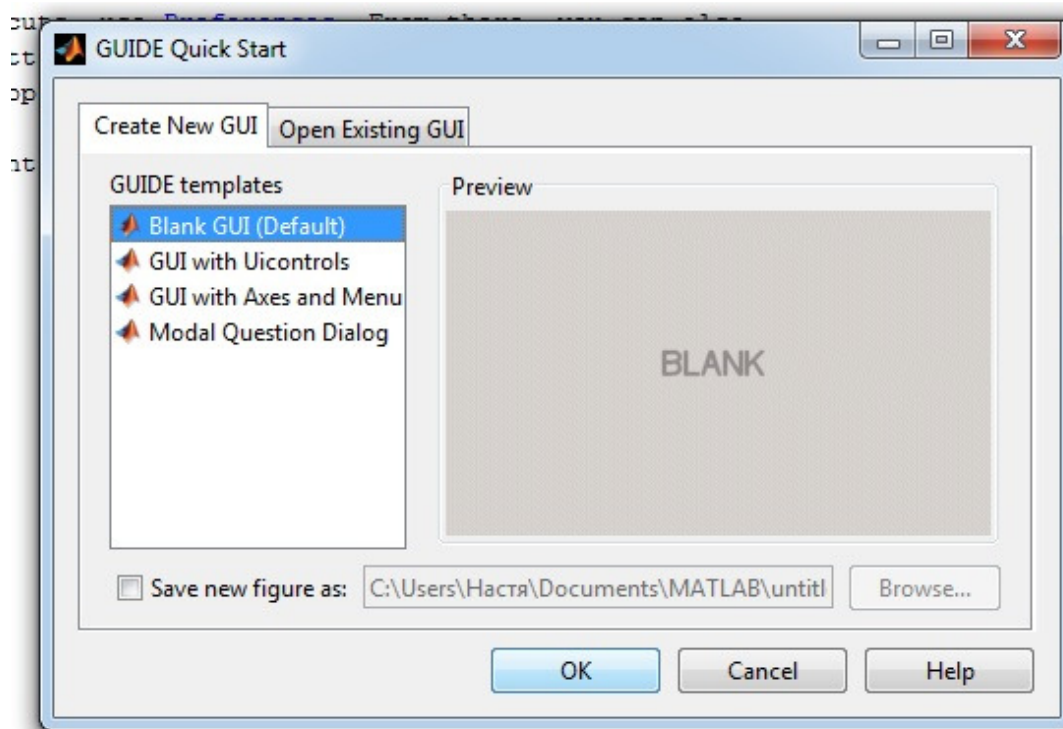 Preferences
GUIDE Quick Start
Create New GUI
Open Existing GUI
GUIDE templates
Preview
Blank GUI (Default)
GUI with Uicontrols
GUI with Axes and Menu
Modal Question Dialog
BLANK
Save new figure as:
C:\Users\Настя\Documents\MATLAB\untitl
Browse...
OK
Cancel
Help